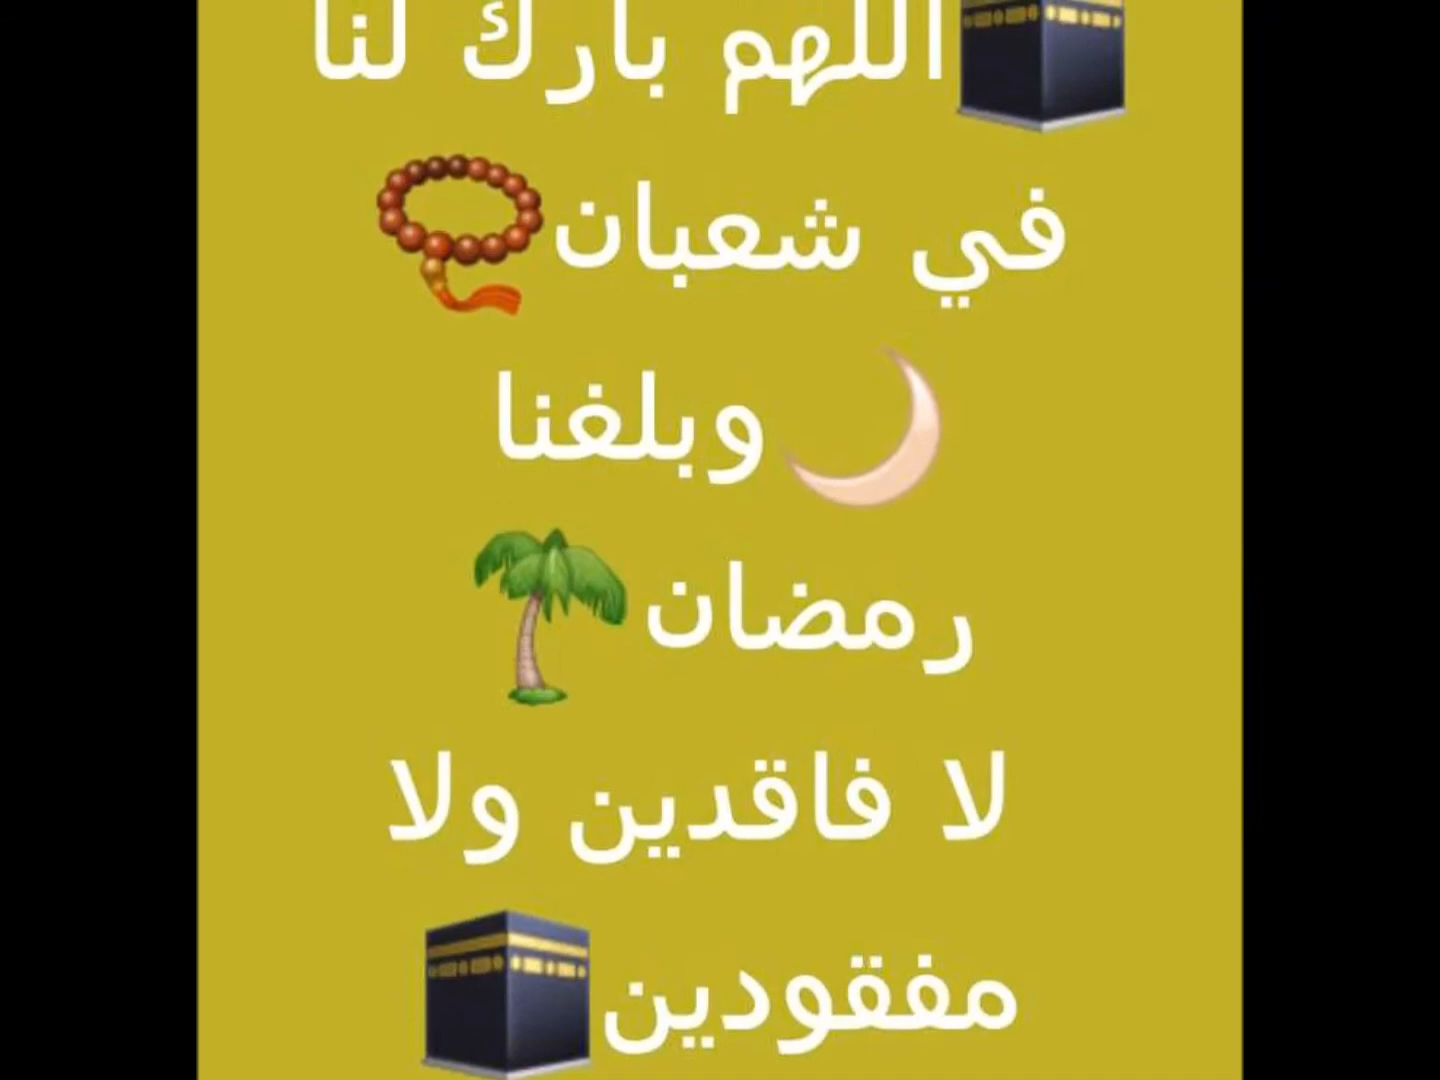 🕋اللهم بارك لنا
في شعبان📿
🌙وبلغنا
رمضان🌴
لا فاقدين ولا
مفقودين🕋